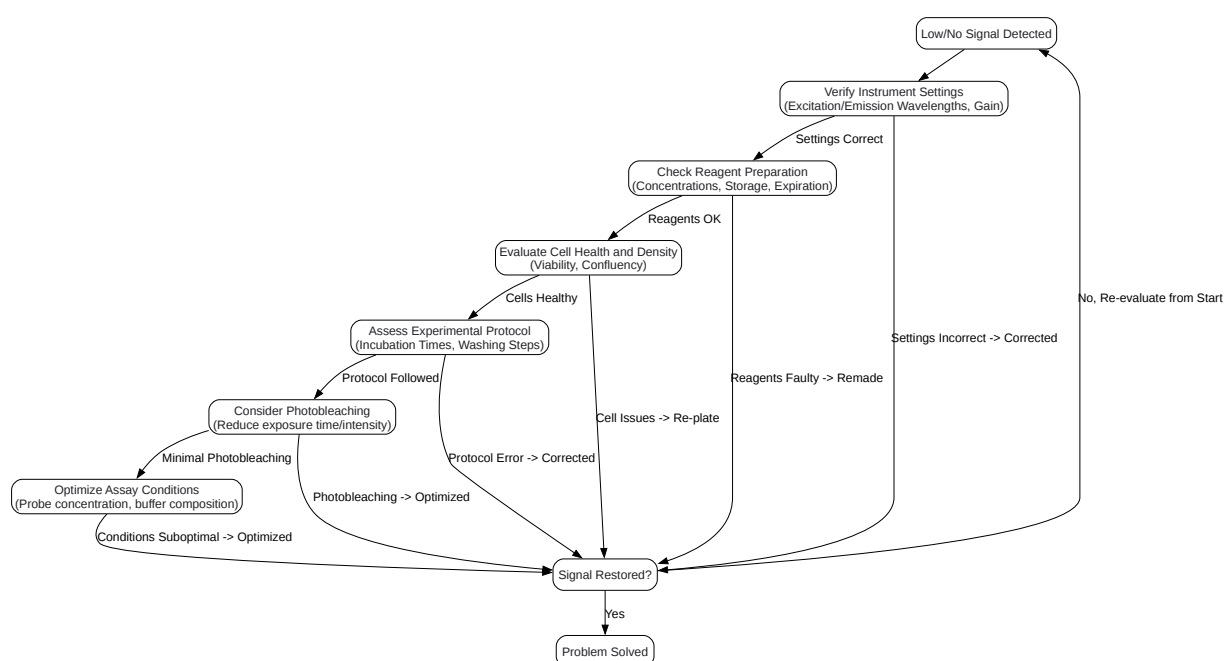 Low/No Signal Detected
Verify Instrument Settings
(Excitation/Emission Wavelengths, Gain)
Settings Correct
Check Reagent Preparation
(Concentrations, Storage, Expiration)
Reagents OK
Evaluate Cell Health and Density
(Viability, Confluency)
Cells Healthy
No, Re-evaluate from Start
Assess Experimental Protocol
(Incubation Times, Washing Steps)
Settings Incorrect -> Corrected
Protocol Followed
Reagents Faulty -> Remade
Consider Photobleaching
(Reduce exposure time/intensity)
Cell Issues -> Re-plate
Minimal Photobleaching
Protocol Error -> Corrected
Optimize Assay Conditions
(Probe concentration, buffer composition)
Photobleaching -> Optimized
Conditions Suboptimal -> Optimized
Signal Restored?
Yes
Problem Solved